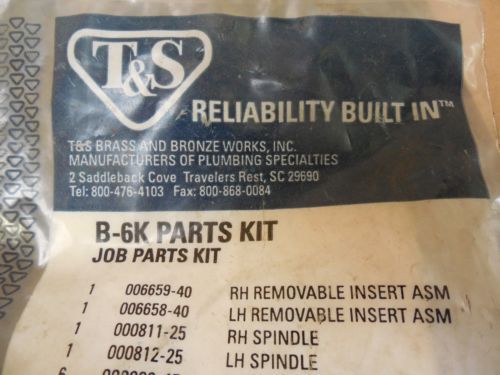 T&S
RELIABILITY BUILT IN™
T&S BRASS AND BRONZE WORKS, INC.
MANUFACTURERS OF PLUMBING SPECIALTIES
2 Saddleback Cove Travelers Rest, SC 29690
Tel: 800-476-4103 Fax: 800-868-0084
B-6K PARTS KIT
JOB PARTS KIT
1 006659-40 RH REMOVABLE INSERT ASM
1 006658-40 LH REMOVABLE INSERT ASM
1 000811-25 RH SPINDLE
1 000812-25 LH SPINDLE
6